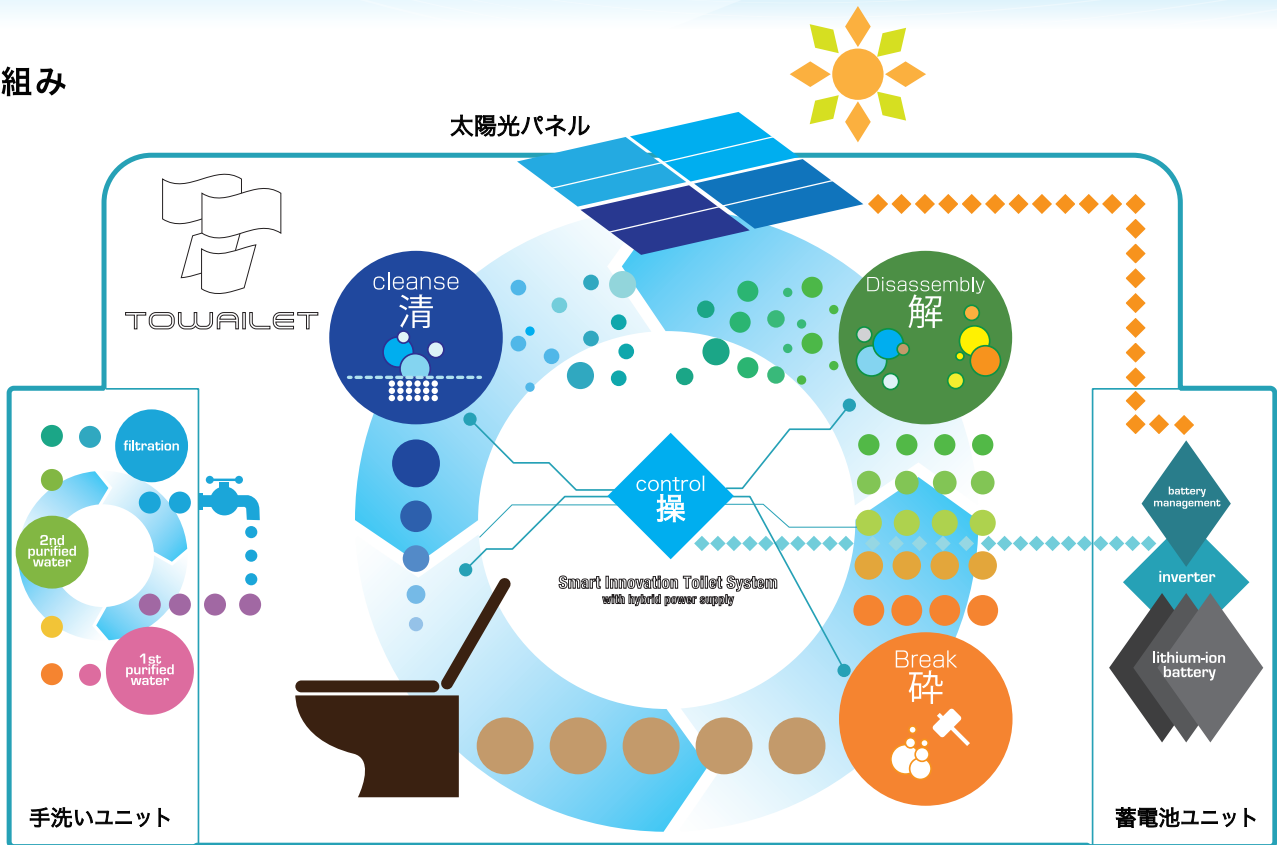 組み
太陽光パネル
TOWAILET
cleanse
清
Disassembly
解
filtration
control
操
battery
management
2nd
purified
water
inverter
Smart Innovation Toilet System
with hybrid power supply
1st
purified
water
Break
砕
lithium-ion
battery
手洗いユニット
蓄電池ユニット